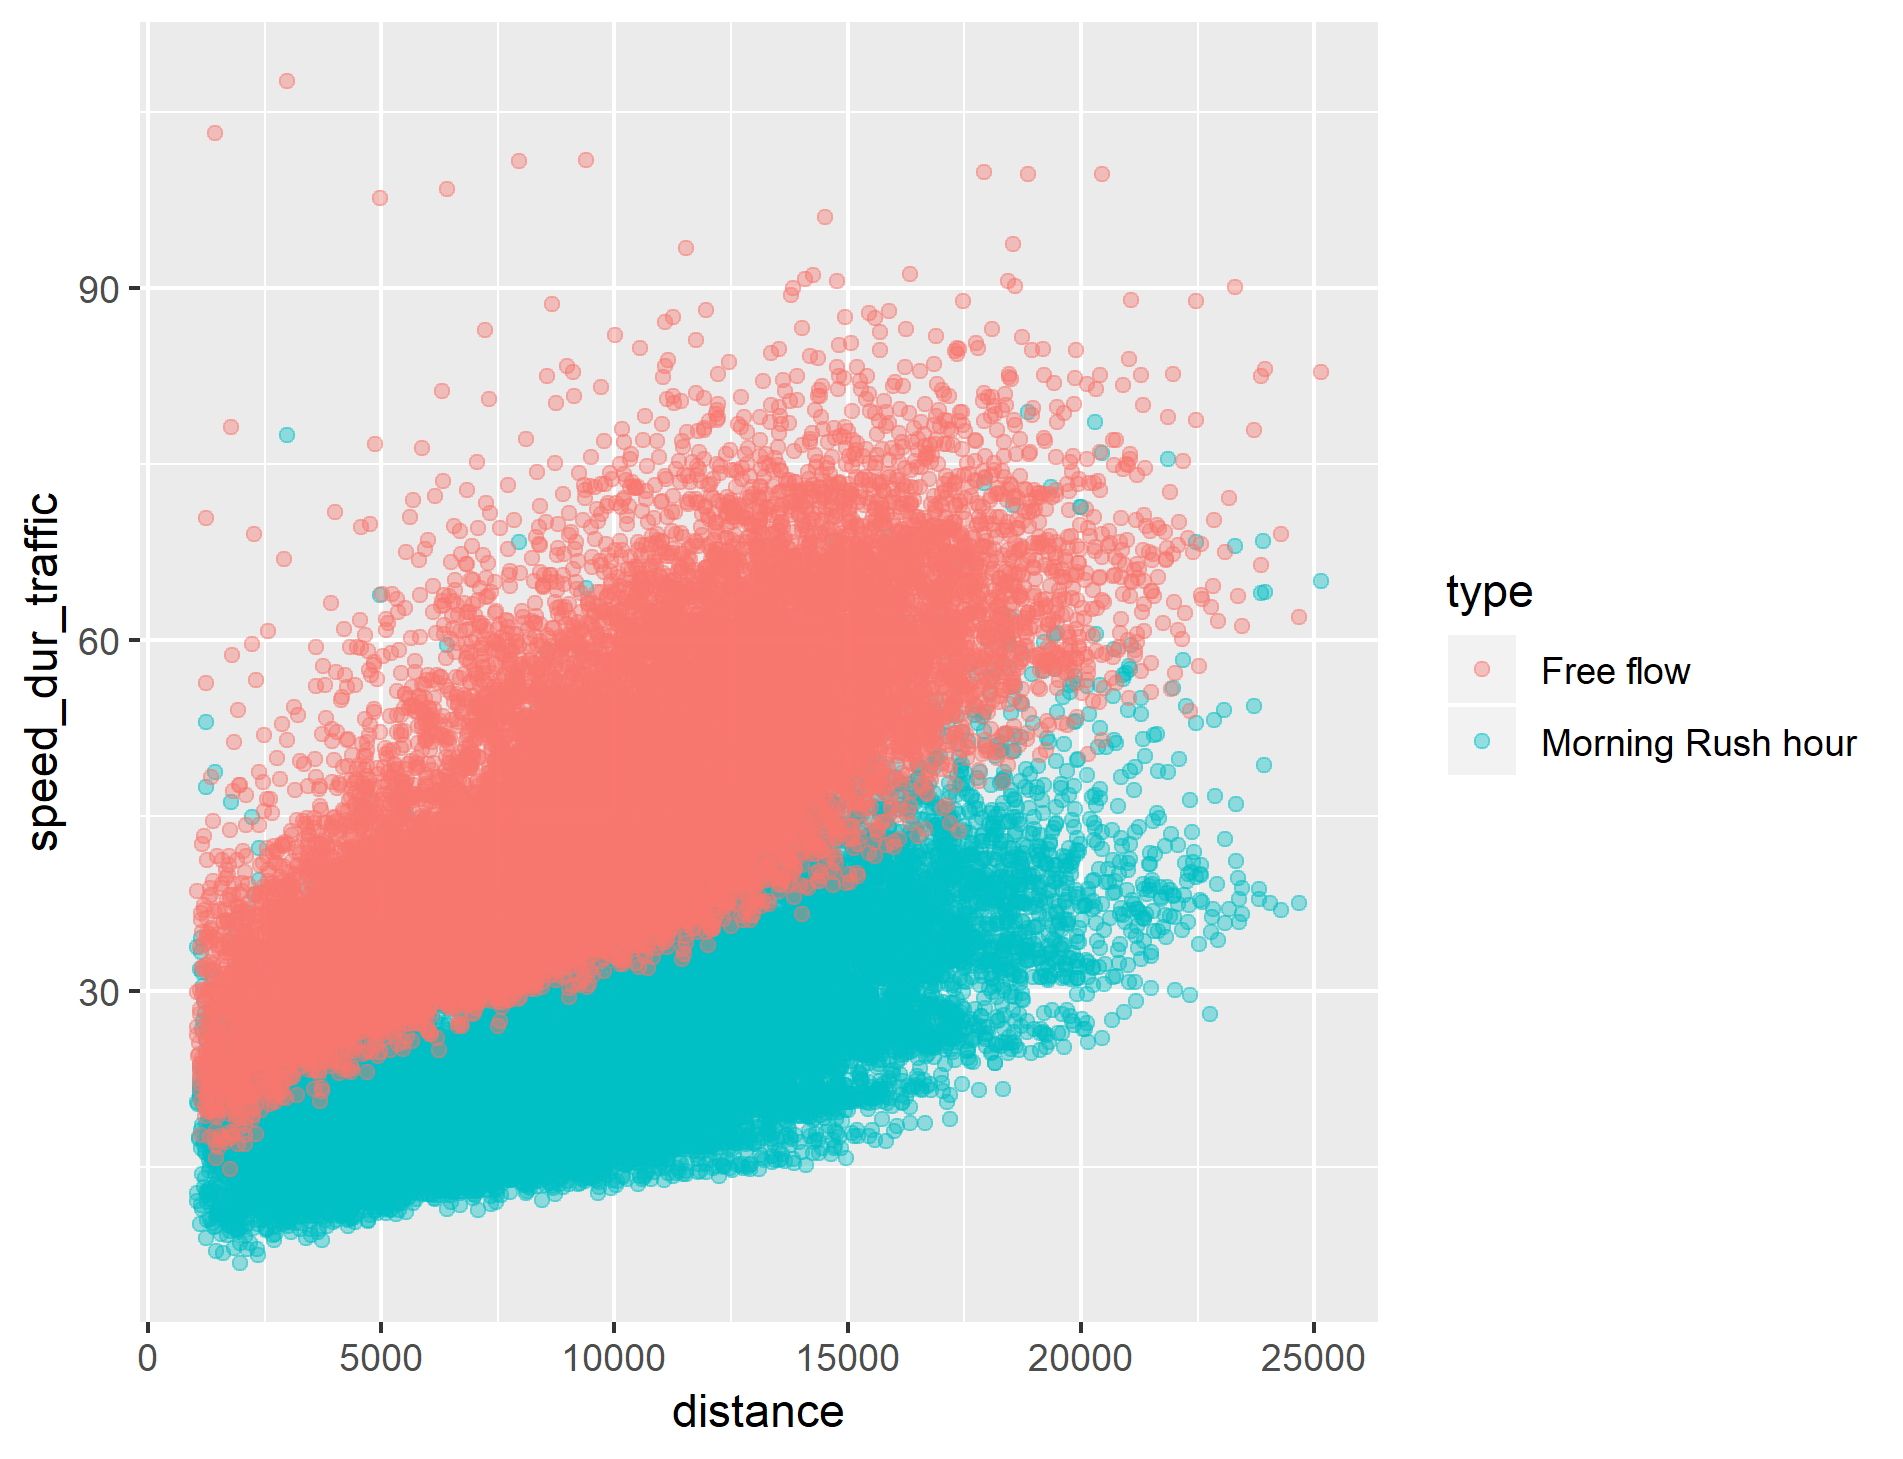 speed_dur_traffic
90
60
30
0 5000 10000 15000 20000 25000
distance
type
Free flow
Morning Rush hour